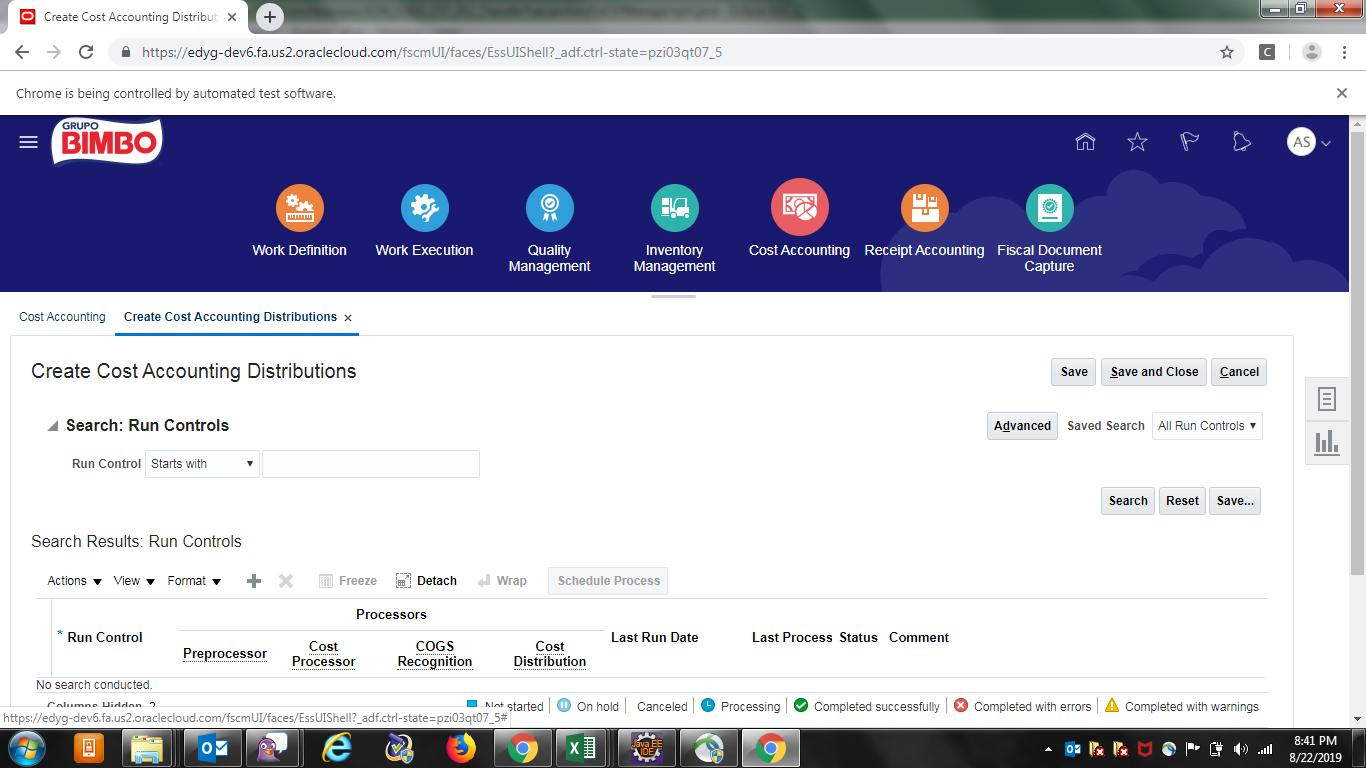 Create Cost Accounting Distribut
https://edyg-dev6.fa.us2.oraclecloud.com/fscmUI/faces/EssUIShell?_adf.ctrl-state=pzi03qt07_5
C
Chrome is being controlled by automated test software.
GRUPO
BIMBO
AS
Work Definition
Work Execution
Quality
Management
Inventory
Management
Cost Accounting
Receipt Accounting
Fiscal Document
Capture
Cost Accounting
Create Cost Accounting Distributions
Create Cost Accounting Distributions
Save
Save and Close
Cancel
Search: Run Controls
Advanced
Saved Search
All Run Controls
Run Control
Starts with
Search
Reset
Save...
Search Results: Run Controls
Actions
View
Format
Freeze
Detach
Wrap
Schedule Process
* Run Control
Processors
Preprocessor
Cost
Processor
COGS
Recognition
Cost
Distribution
Last Run Date
Last Process
Status
Comment
No search conducted.
Columns Hidden 2
Not started
On hold
Canceled
Processing
Completed successfully
Completed with errors
Completed with warnings
https://edyg-dev6.fa.us2.oraclecloud.com/fscmUI/faces/EssUIShell?_adf.ctrl-state=pzi03qt07_5#
Java EE
IDE
8:41 PM
8/22/2019